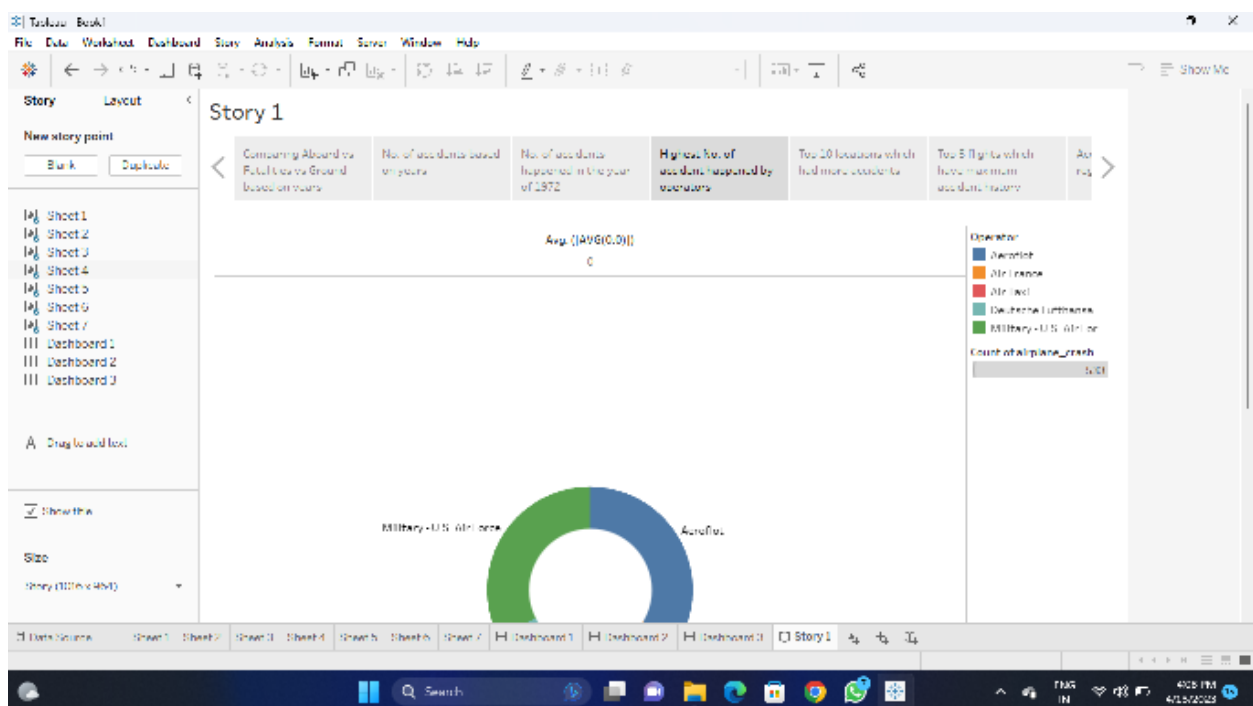 Tableau - Book1
File Data Worksheet Dashboard Story Analysis Format Server Window Help
Show Me
Story Layout
New story point
Blank Duplicate
Sheet 1
Sheet 2
Sheet 3
Sheet 4
Sheet 5
Sheet 6
Sheet 7
Dashboard 1
Dashboard 2
Dashboard 3
A Drag to add text
Show title
Size
Story 1
Comparing Aboard vs
Fatalities vs Ground
based on years
No. of accidents based
on years
No. of accidents
happened in the year
of 1972
Highest No. of
accident happened by
operators
Top 10 locations which
had more accidents
Top 5 flights which
have maximum
accident history
Avg. ([AVG(0.0)])
0
Military - U.S. Air Force
Aeroflot
Operator
Aeroflot
Air France
Air Taxi
Deutsche Lufthansa
Military - U.S. Air For
Count of airplane_crash
Data Source Sheet 1 Sheet 2 Sheet 3 Sheet 4 Sheet 5 Sheet 6 Sheet 7 Dashboard 1 Dashboard 2 Dashboard 3 Story 1
Search
ENG
IN